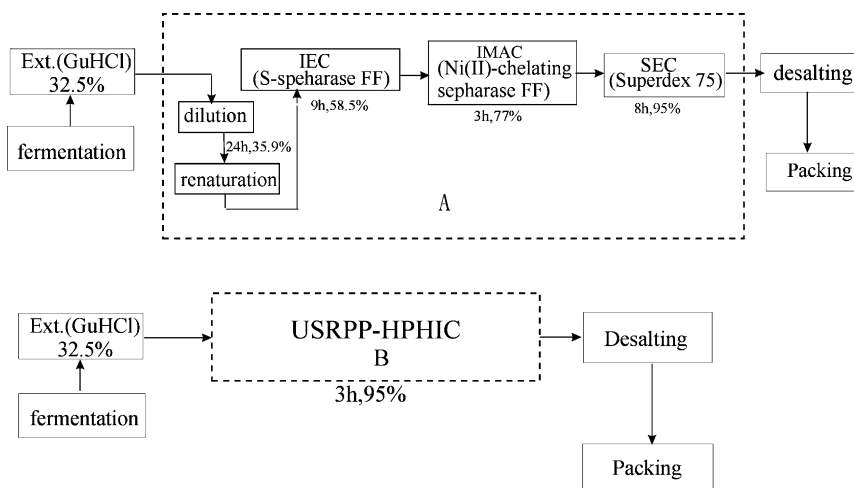 Ext.(GuHCl)
32.5%
fermentation
dilution
24h,35.9%
renaturation
IEC
(S-speharase FF)
9h,58.5%
IMAC
(Ni(II)-chelating
sepharase FF)
3h,77%
SEC
(Superdex 75)
8h,95%
desalting
Packing
A
Ext.(GuHCl)
32.5%
fermentation
USRPP-HPHIC
B
3h,95%
Desalting
Packing